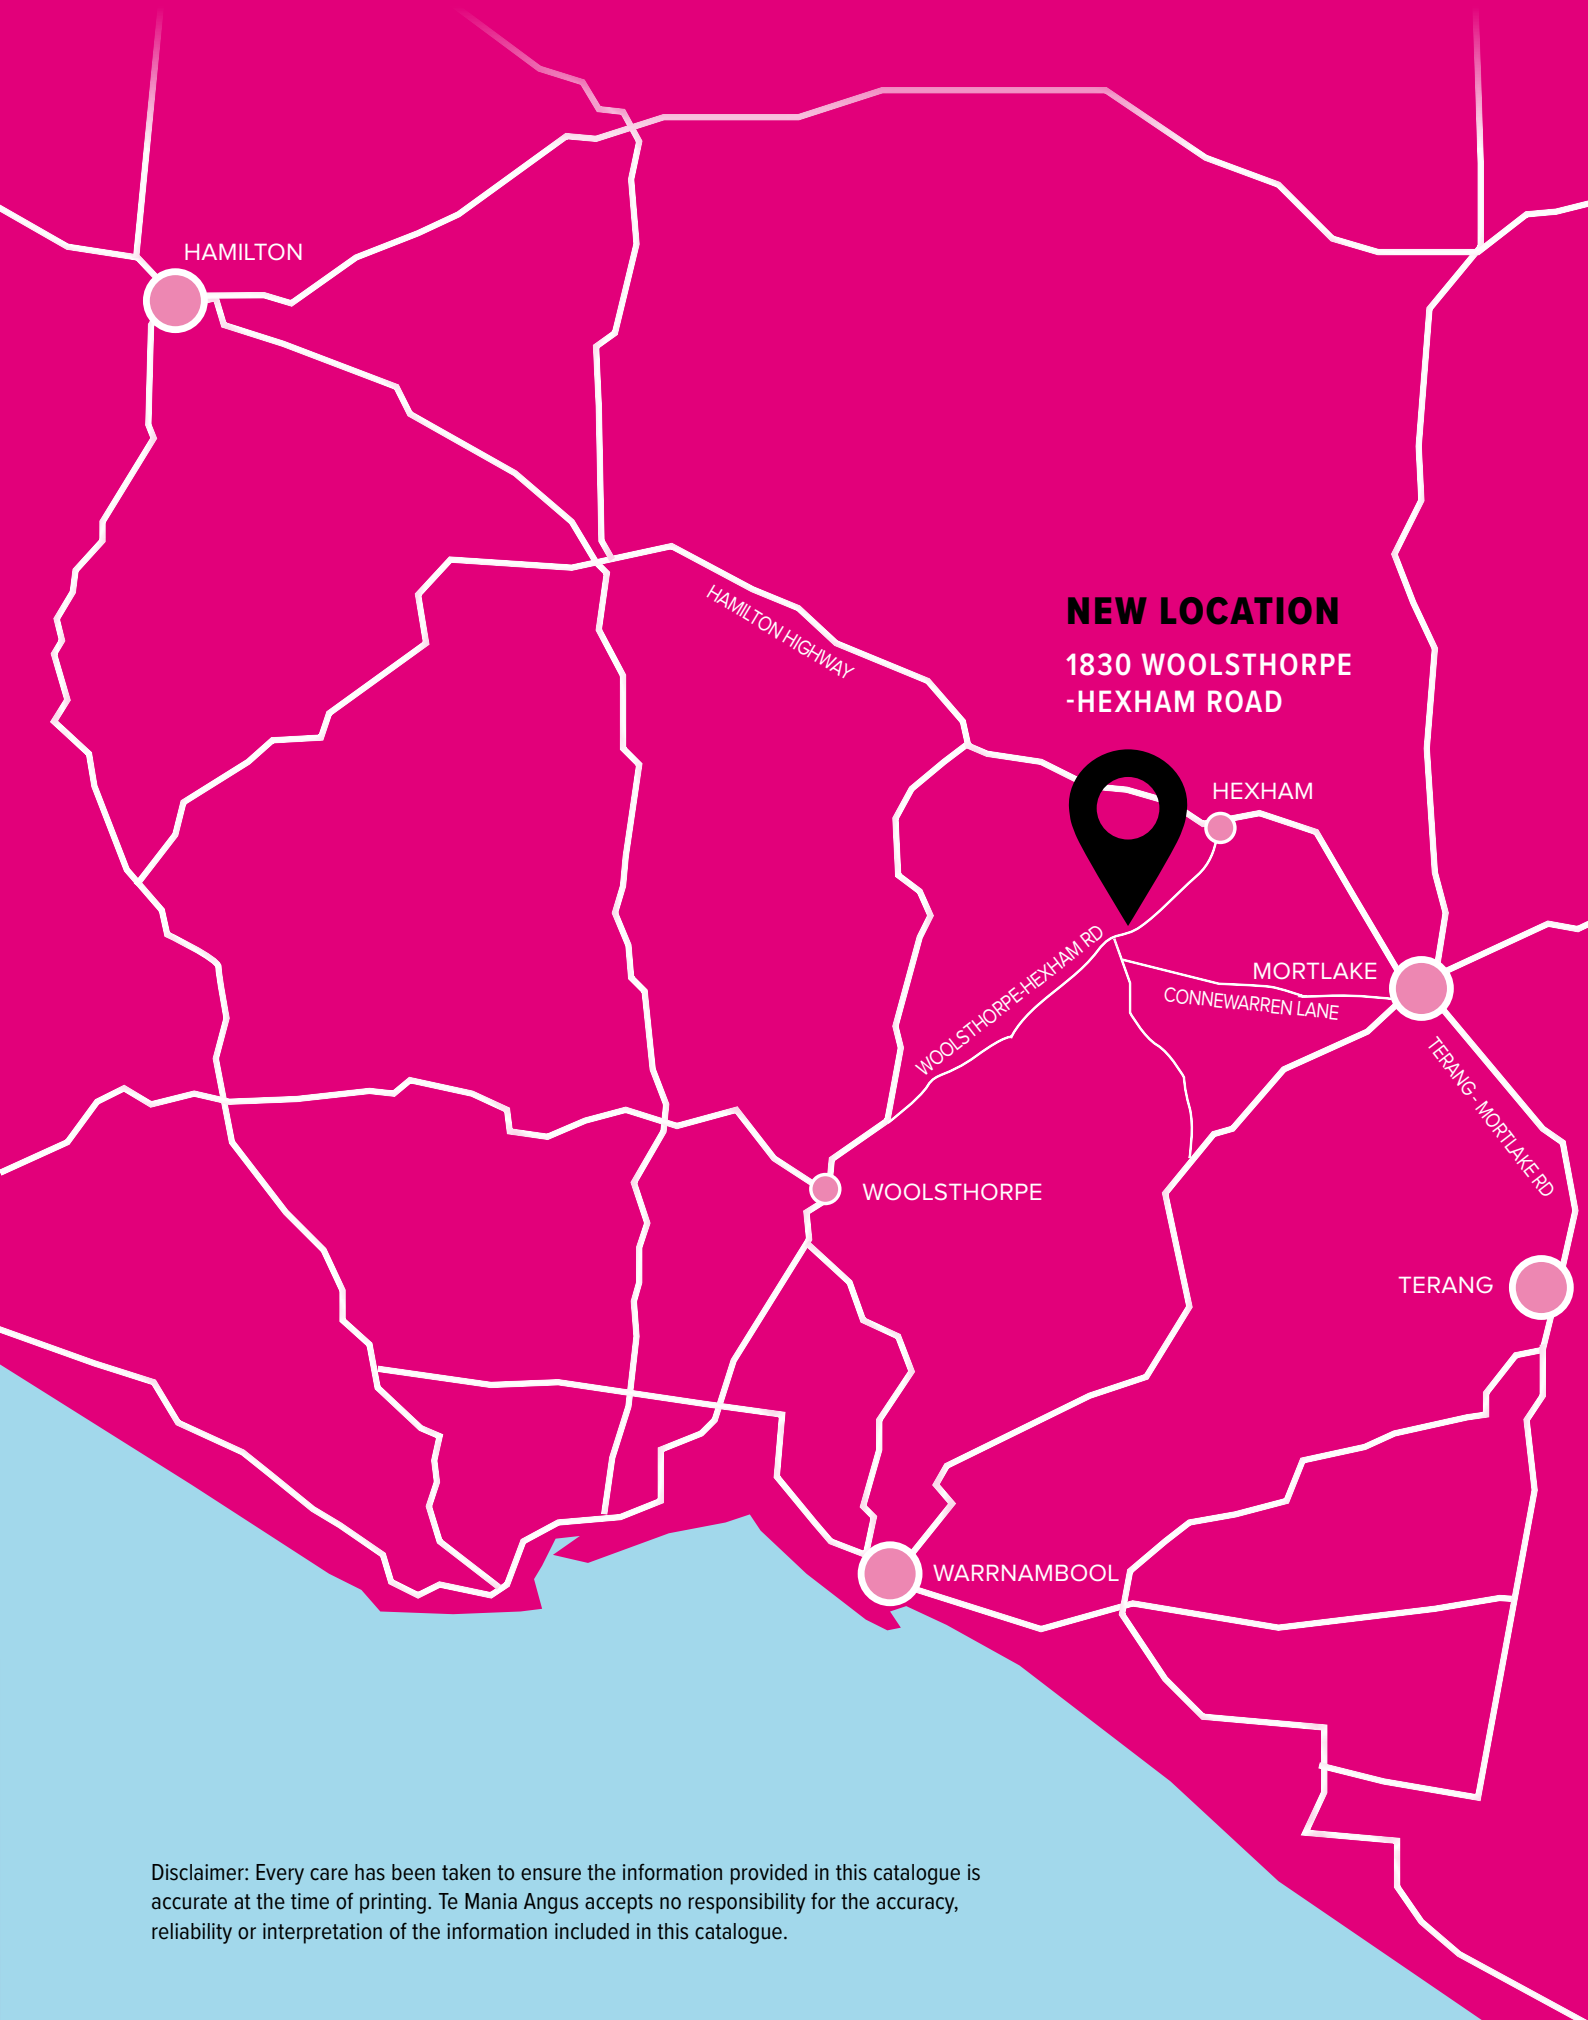 HAMILTON
HAMILTON HIGHWAY
NEW LOCATION
1830 WOOLSTHORPE
-HEXHAM ROAD
HEXHAM
WOOLSTHORPE-HEXHAM RD
MORTLAKE
CONNEWARREN LANE
TERANG - MORTLAKE RD
WOOLSTHORPE
TERANG
WARRNAMBOOL
Disclaimer: Every care has been taken to ensure the information provided in this catalogue is
accurate at the time of printing. Te Mania Angus accepts no responsibility for the accuracy,
reliability or interpretation of the information included in this catalogue.